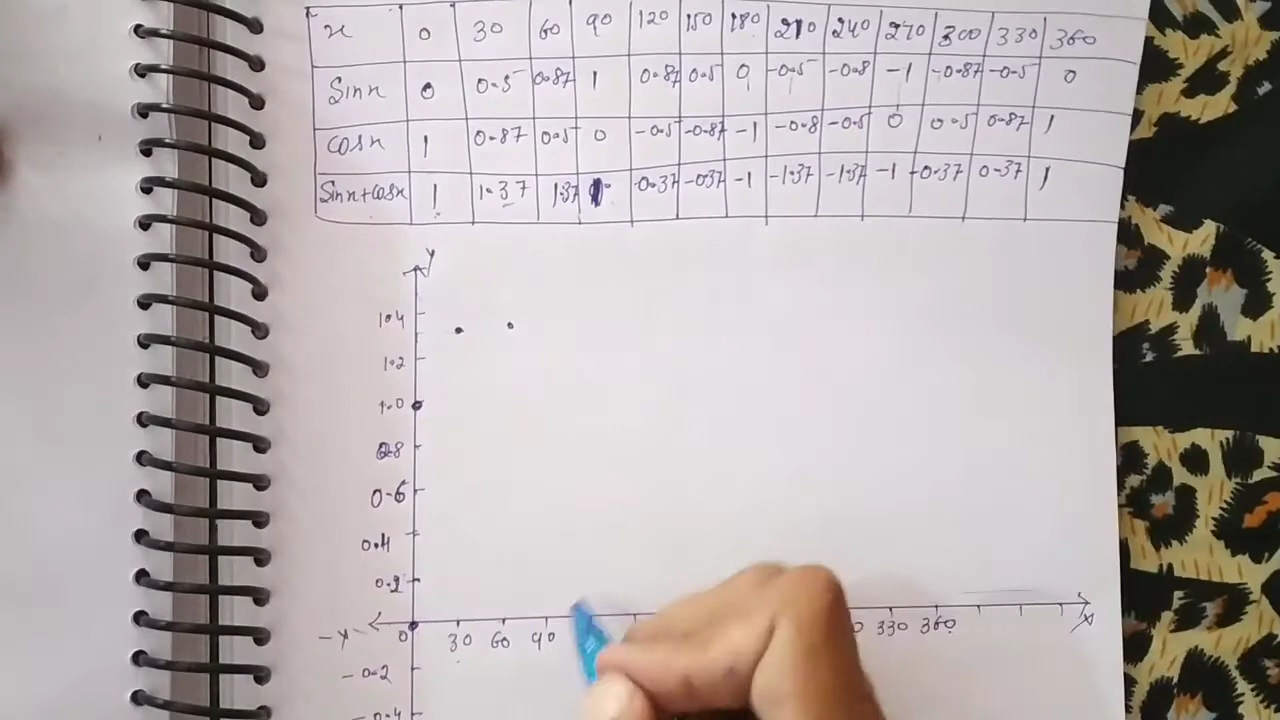 x 0 30 60 90 120 150 180 210 240 270 300 330 360
Sinx 0 0.5 0.87 1 0.87 0.5 0 -0.5 -0.8 -1 -0.87 -0.5 0
cosx 1 0.87 0.5 0 -0.5 -0.87 -1 -0.8 -0.5 0 0.5 0.87 1
Sinx+cosx 1 1.37 1.37 0.37 -0.37 -1 -1.37 -1.37 -1 -0.37 0.37 1
Y
1.4
1.2
1.0
0.8
0.6
0.4
0.2
-x 0 30 60 90 330 360 X
-0.2
-0.4